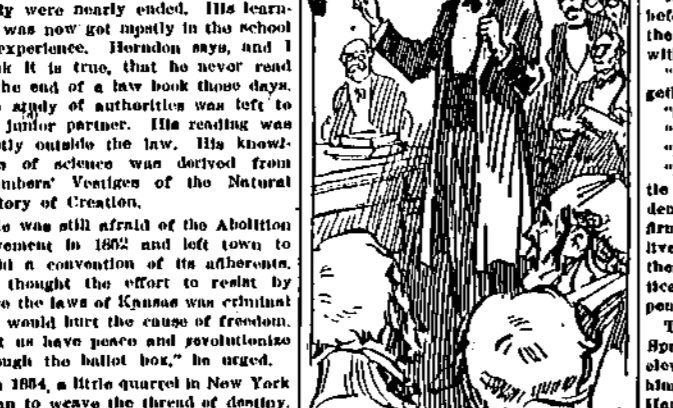 ty were nearly ended. His learn-
was now got mostly in the school
experience. Herndon says, and I
k it is true, that he never read
he end of a law book those days.
study of authorities was left to
junior partner. His reading was
tly outside the law. His knowl-
of science was derived from
mbers' Vestiges of the Natural
tory of Creation.
e was still afraid of the Abolition
vement in 1852 and left town to
id a convention of its adherents.
thought the effort to resist by
e the laws of Kansas was criminal
would hurt the cause of freedom.
t us have peace and revolutionize
ough the ballot box," he urged.
1854, a little quarrel in New York
an to weave the thread of destiny.
befo
the
wit
get
tie
den
firm
live
the
tice
pen
T
Spr
elev
him
Har